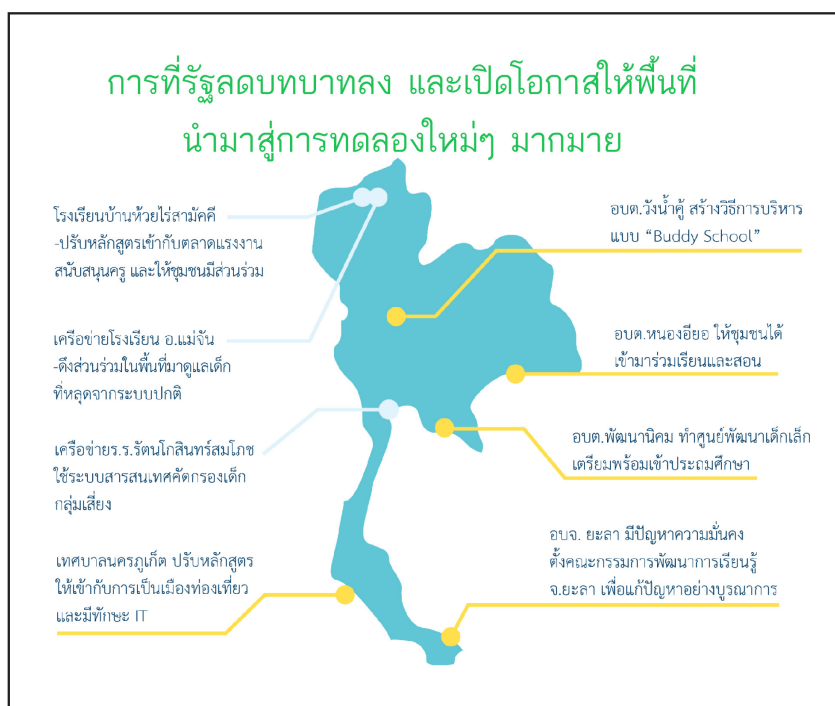 การที่รัฐลดบทบาทลง และเปิดโอกาสให้พื้นที่
นำมาสู่การทดลองใหม่ๆ มากมาย
โรงเรียนบ้านห้วยไร่สามัคคี
-ปรับหลักสูตรเข้ากับตลาดแรงงาน
สนับสนุนครู และให้ชุมชนมีส่วนร่วม
เครือข่ายโรงเรียน อ.แม่จัน
-ดึงส่วนร่วมในพื้นที่มาดูแลเด็ก
ที่หลุดจากระบบปกติ
เครือข่ายร.ร.รัตนโกสินทร์สมโภช
ใช้ระบบสารสนเทศคัดกรองเด็ก
กลุ่มเสี่ยง
เทศบาลนครภูเก็ต ปรับหลักสูตร
ให้เข้ากับการเป็นเมืองท่องเที่ยว
และมีทักษะ IT
อบต.วังน้ำคู้ สร้างวิธีการบริหาร
แบบ “Buddy School”
อบต.หนองอียอ ให้ชุมชนได้
เข้ามาร่วมเรียนและสอน
อบต.พัฒนานิคม ทำศูนย์พัฒนาเด็กเล็ก
เตรียมพร้อมเข้าประถมศึกษา
อบจ. ยะลา มีปัญหาความมั่นคง
ตั้งคณะกรรมการพัฒนาการเรียนรู้
จ.ยะลา เพื่อแก้ปัญหาอย่างบูรณาการ